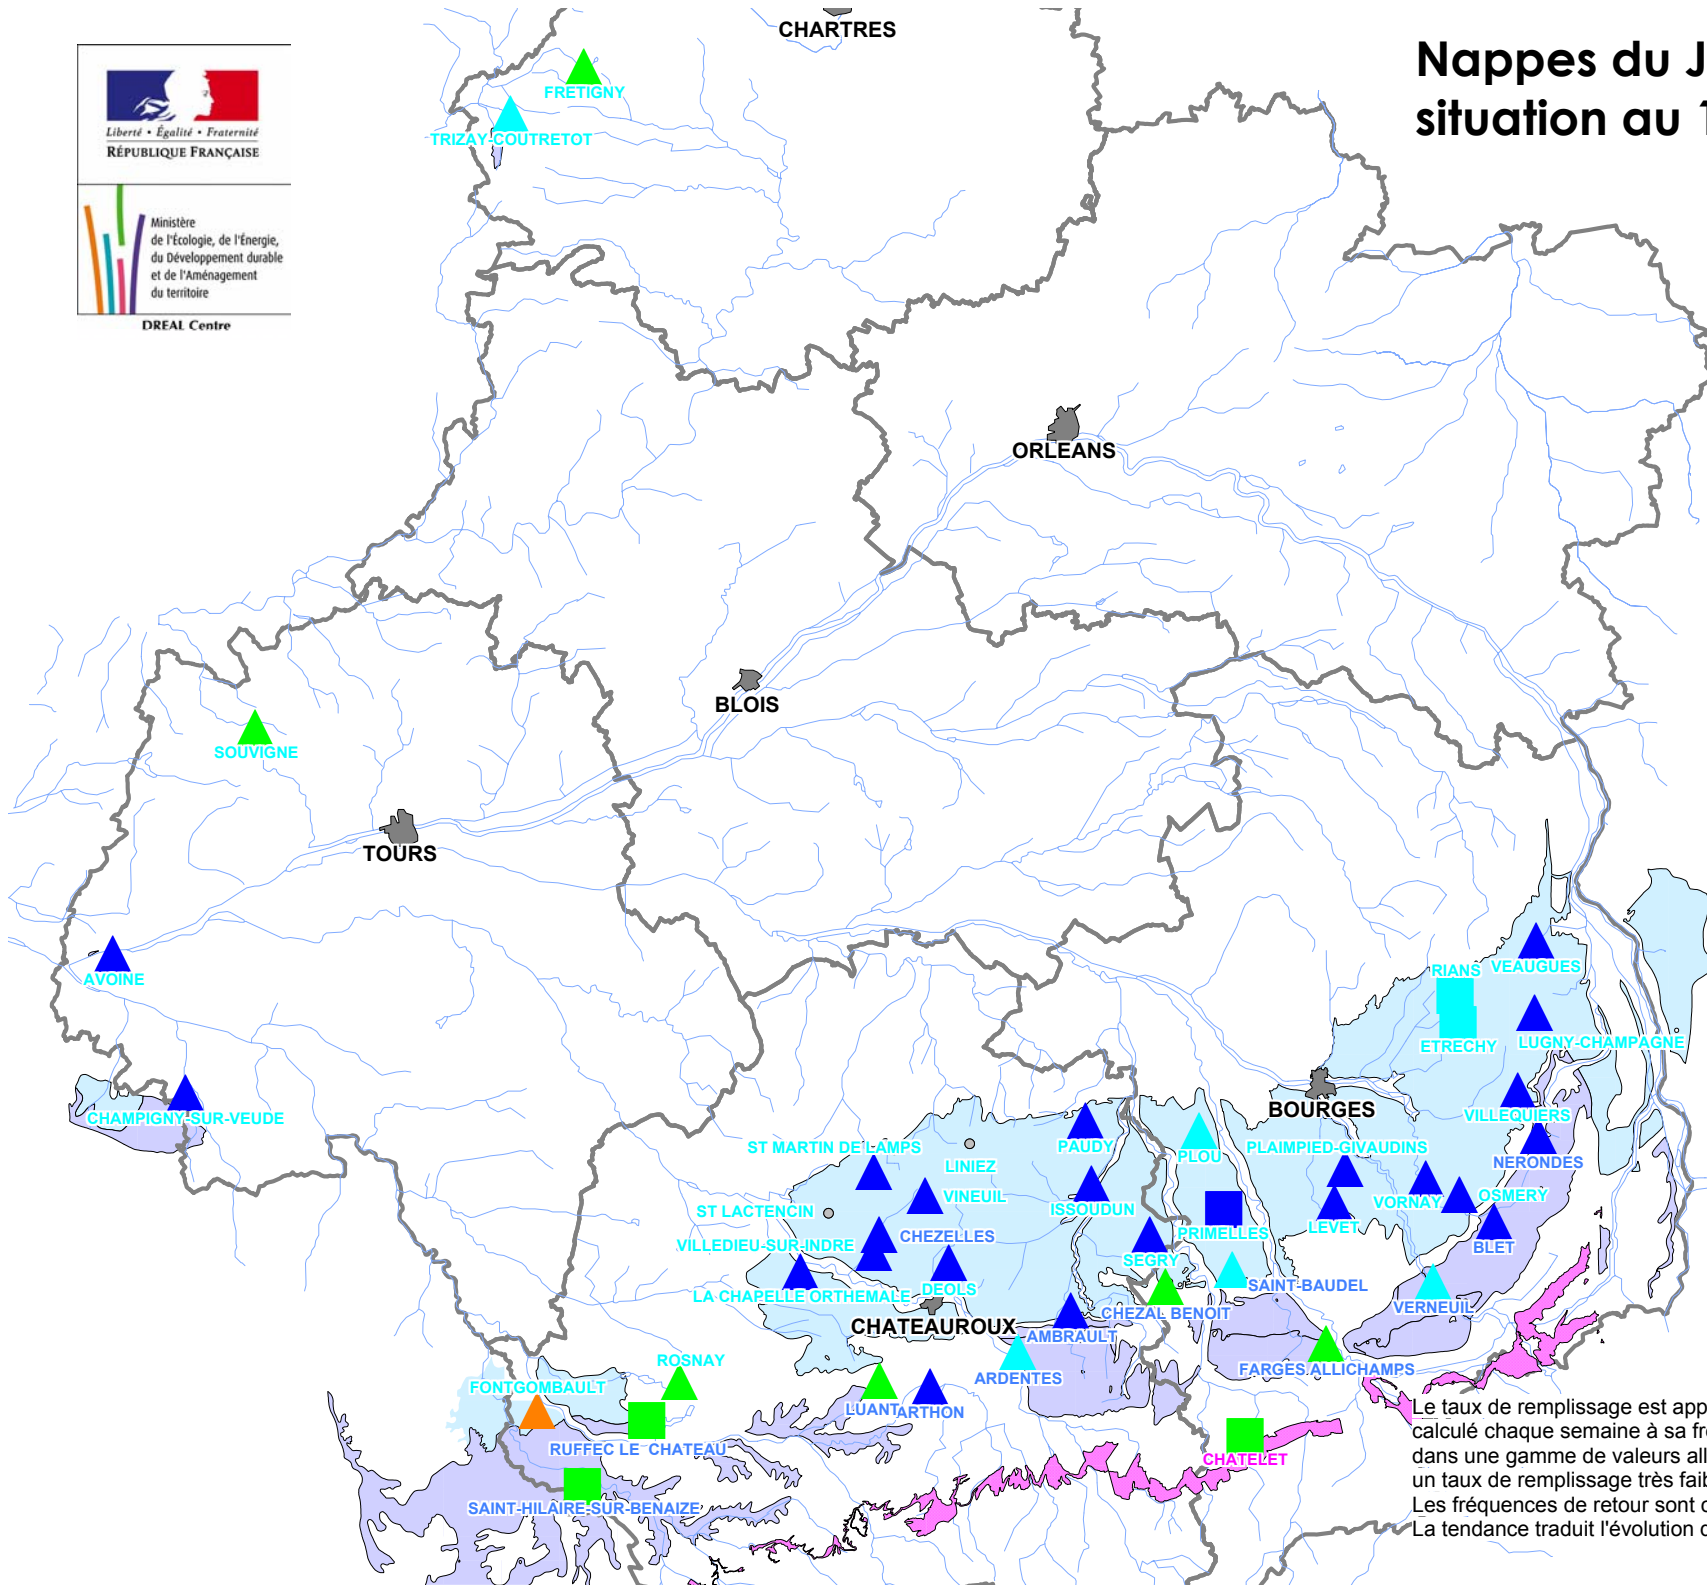 CHARTRES
Nappes du J
situation au 1
FRETIGNY
TRIZAY-COUTRETOT
Liberté • Égalité • Fraternité
RÉPUBLIQUE FRANÇAISE
Ministère
de l'Écologie, de l'Énergie,
du Développement durable
et de l'Aménagement
du territoire
DREAL Centre
ORLEANS
BLOIS
SOUVIGNE
TOURS
AVOINE
RIANS
VEAUGUES
ETRECHY
LUGNY-CHAMPAGNE
CHAMPIGNY-SUR-VEUDE
BOURGES
VILLEQUIERS
ST MARTIN DE LAMPS
PAUDY
PLOU
PLAIMPIED-GIVAUDINS
NERONDES
LINIEZ
VINEUIL
ISSOUDUN
VORNAY
OSMERY
ST LACTENCIN
PRIMELLES
LEVET
VILLEDIEU-SUR-INDRE
CHEZELLES
SEGRY
BLET
LA CHAPELLE ORTHEMALE
DEOLS
SAINT-BAUDEL
VERNEUIL
CHEZAL BENOIT
CHATEAUROUX
AMBRAULT
ROSNAY
ARDENTES
FARGES ALLICHAMPS
FONTGOMBAULT
LUANT
ARTHON
RUFFEC LE CHATEAU
CHATELET
SAINT-HILAIRE-SUR-BENAIZE
Le taux de remplissage est app
calculé chaque semaine à sa fr
dans une gamme de valeurs all
un taux de remplissage très faib
Les fréquences de retour sont c
La tendance traduit l'évolution d